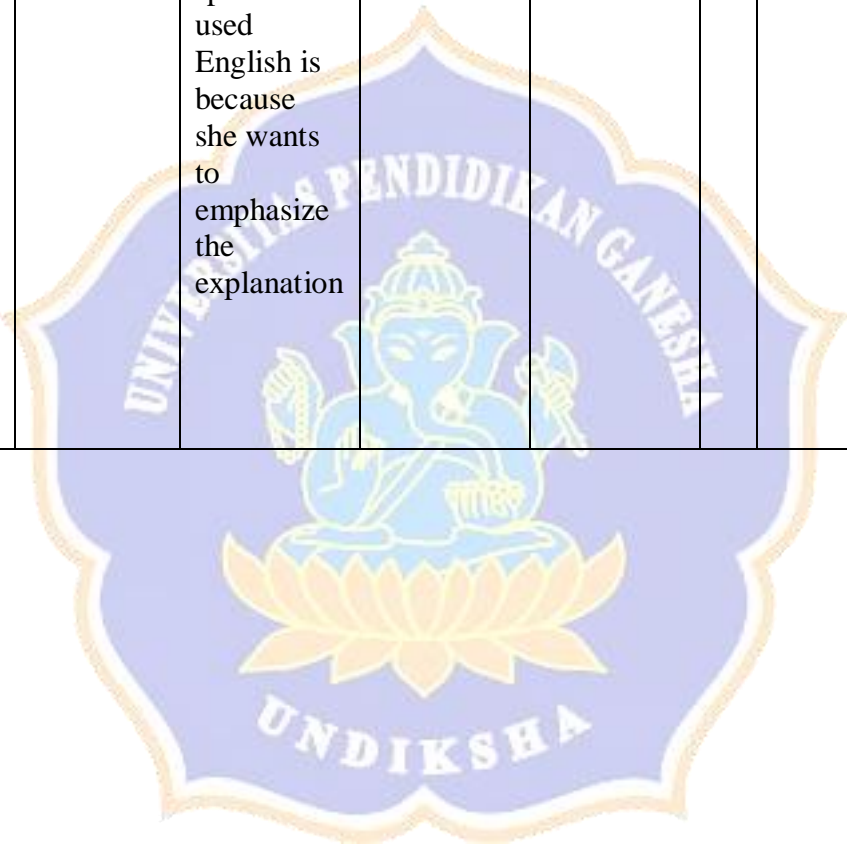 used
English is
because
she wants
to
emphasize
the
explanation
UNIVERSITAS PENDIDIKAN GANESHA
UNDIKSHA